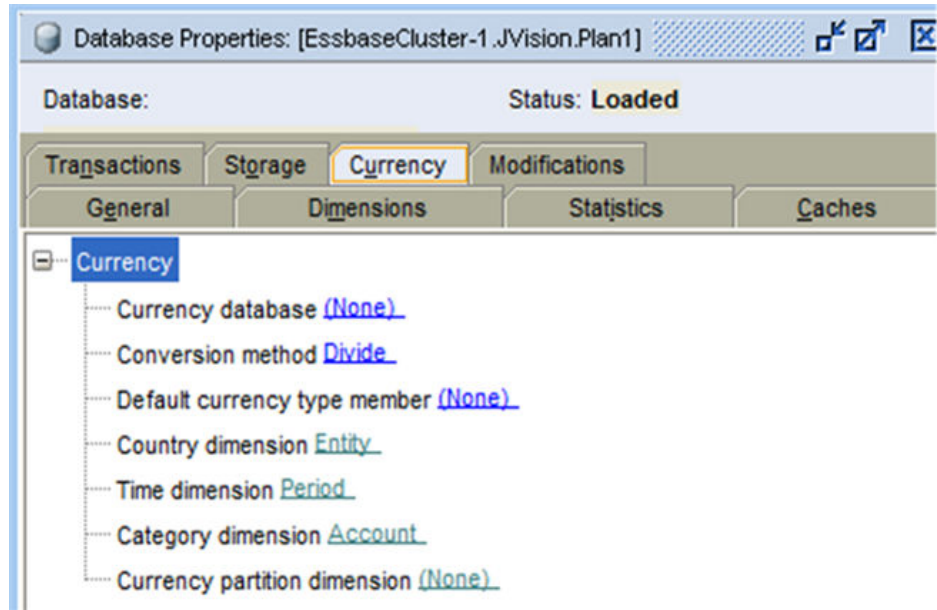 Database Properties: [EssbaseCluster-1.JVision.Plan1]
Database: Status: Loaded
Transactions Storage Currency Modifications
General Dimensions Statistics Caches
Currency
Currency database (None)
Conversion method Divide
Default currency type member (None)
Country dimension Entity
Time dimension Period
Category dimension Account
Currency partition dimension (None)